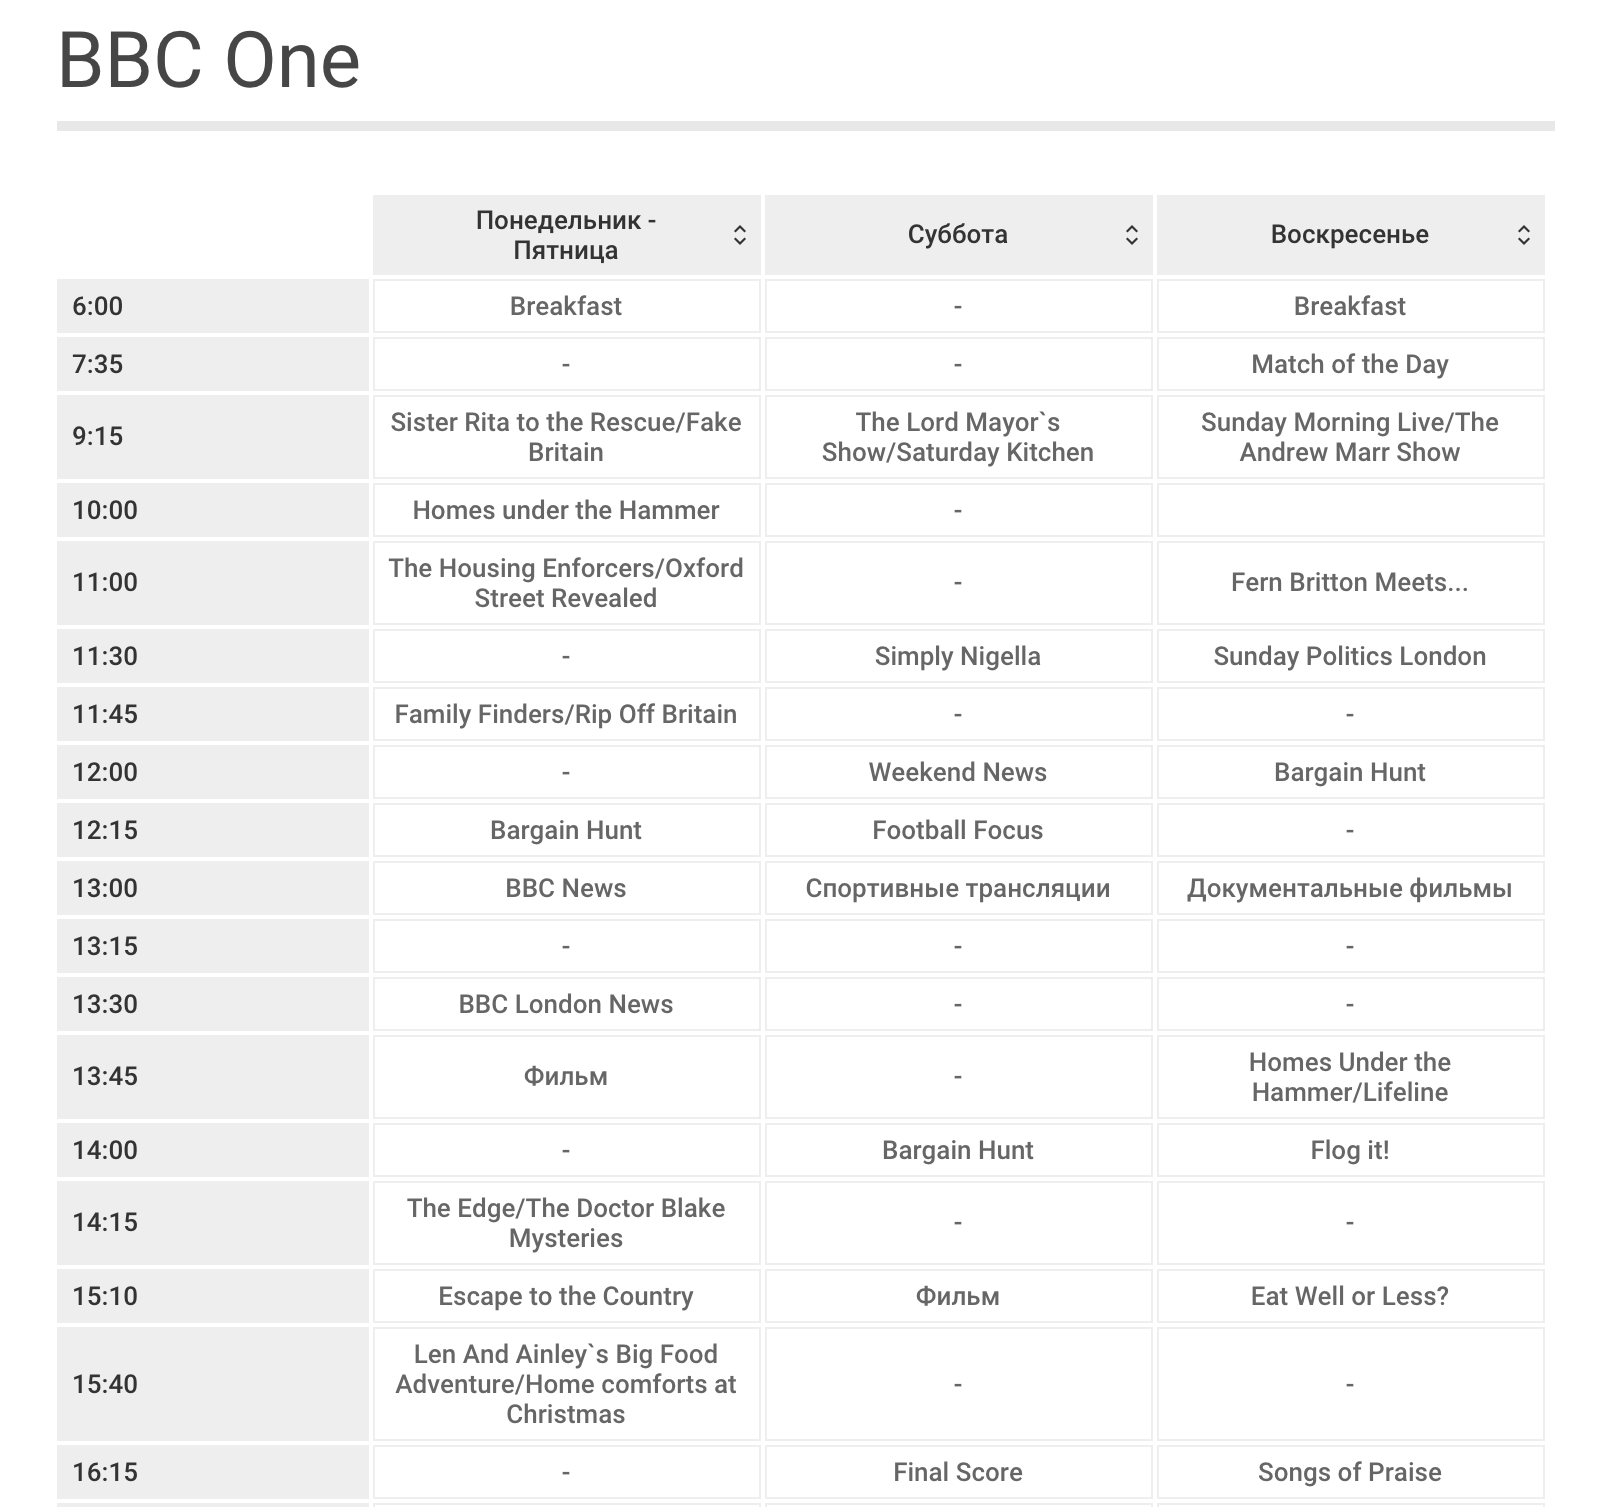 BBC One
Понедельник -
Пятница
Суббота
Воскресенье
6:00
Breakfast
-
Breakfast
7:35
-
-
Match of the Day
9:15
Sister Rita to the Rescue/Fake
Britain
The Lord Mayor`s
Show/Saturday Kitchen
Sunday Morning Live/The
Andrew Marr Show
10:00
Homes under the Hammer
-
11:00
The Housing Enforcers/Oxford
Street Revealed
-
Fern Britton Meets...
11:30
-
Simply Nigella
Sunday Politics London
11:45
Family Finders/Rip Off Britain
-
-
12:00
-
Weekend News
Bargain Hunt
12:15
Bargain Hunt
Football Focus
-
13:00
BBC News
Спортивные трансляции
Документальные фильмы
13:15
-
-
-
13:30
BBC London News
-
-
13:45
Фильм
-
Homes Under the
Hammer/Lifeline
14:00
-
Bargain Hunt
Flog it!
14:15
The Edge/The Doctor Blake
Mysteries
-
-
15:10
Escape to the Country
Фильм
Eat Well or Less?
15:40
Len And Ainley`s Big Food
Adventure/Home comforts at
Christmas
-
-
16:15
-
Final Score
Songs of Praise